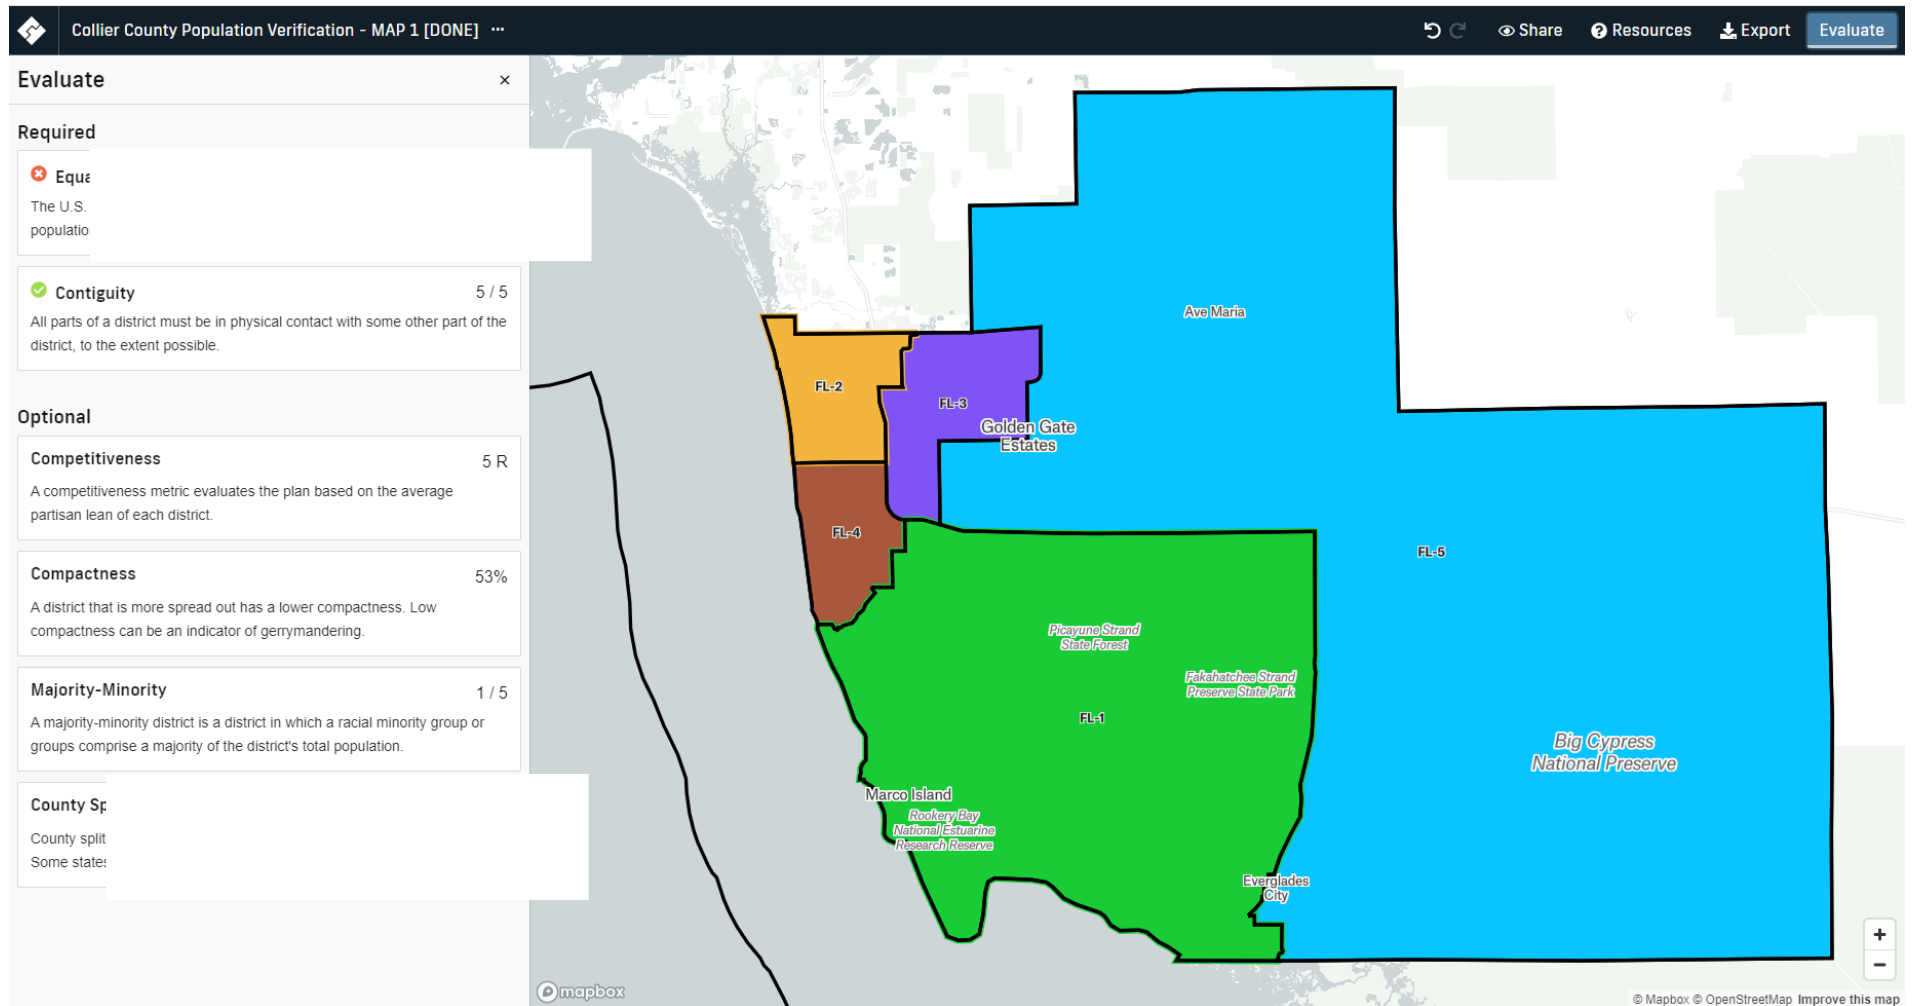 Collier County Population Verification - MAP 1 [DONE] ···
Share
Resources
Export
Evaluate
Evaluate
×
Required
Equa
The U.S.
populatio
Contiguity
5 / 5
All parts of a district must be in physical contact with some other part of the
district, to the extent possible.
Optional
Competitiveness
5 R
A competitiveness metric evaluates the plan based on the average
partisan lean of each district.
Compactness
53%
A district that is more spread out has a lower compactness. Low
compactness can be an indicator of gerrymandering.
Majority-Minority
1 / 5
A majority-minority district is a district in which a racial minority group or
groups comprise a majority of the district's total population.
County Sp
County split
Some states
Ave Maria
FL-2
FL-3
Golden Gate
Estates
FL-4
FL-5
Picayune Strand
State Forest
Fakahatchee Strand
Preserve State Park
FL-1
Big Cypress
National Preserve
Marco Island
Rookery Bay
National Estuarine
Research Reserve
Everglades
City
+
−
mapbox
© Mapbox © OpenStreetMap Improve this map